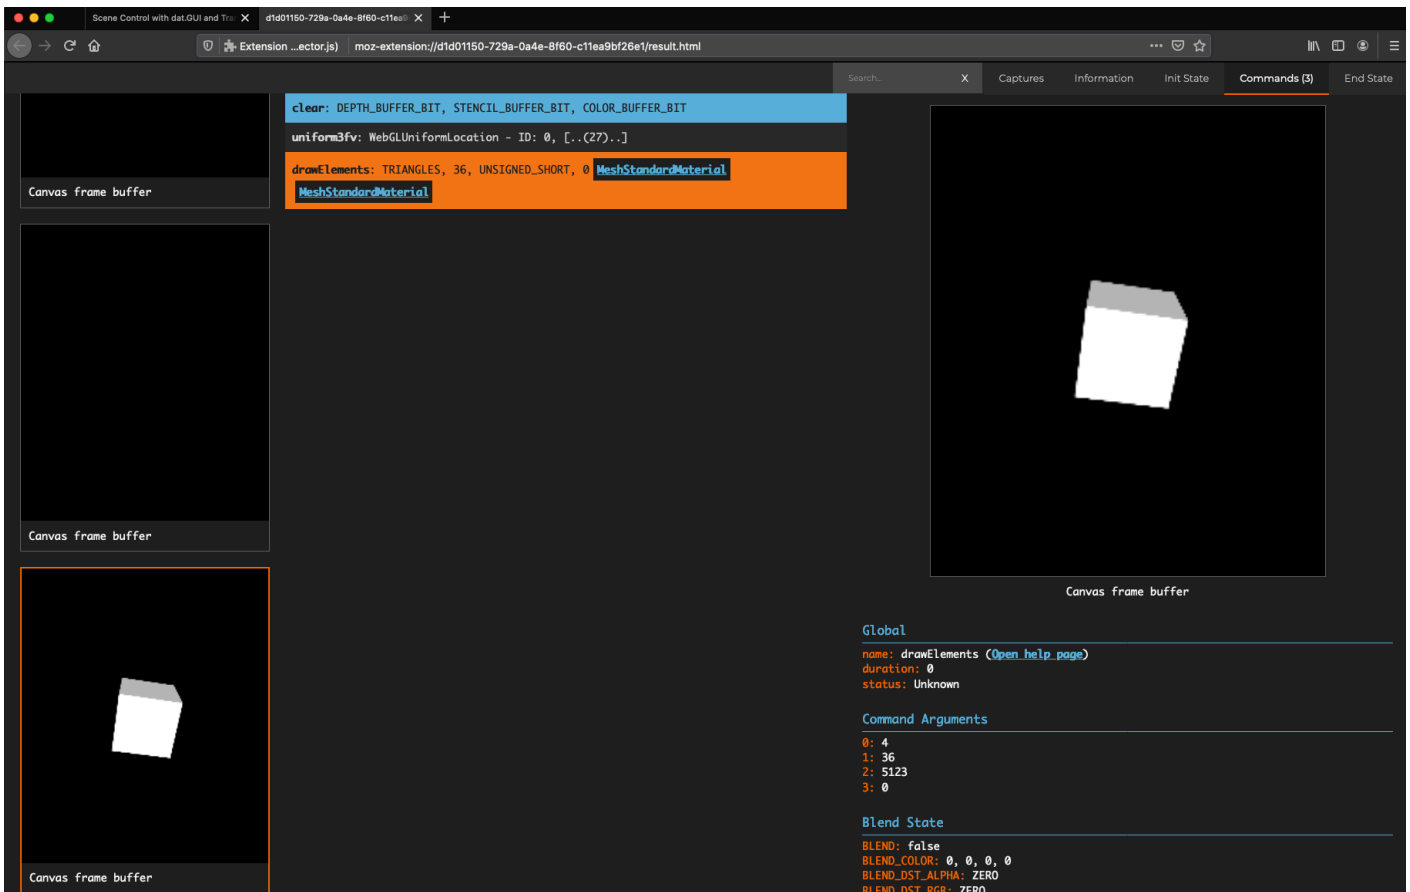 Scene Control with dat.GUI and Tra X
d1d01150-729a-0a4e-8f60-c11ea9 X +
Extension ...ector.js) moz-extension://d1d01150-729a-0a4e-8f60-c11ea9bf26e1/result.html
Search... X Captures Information Init State Commands (3) End State
Canvas frame buffer
Canvas frame buffer
Canvas frame buffer
clear: DEPTH_BUFFER_BIT, STENCIL_BUFFER_BIT, COLOR_BUFFER_BIT
uniform3fv: WebGLUniformLocation - ID: 0, [..(27)..]
drawElements: TRIANGLES, 36, UNSIGNED_SHORT, 0 MeshStandardMaterial
MeshStandardMaterial
Canvas frame buffer
Global
name: drawElements (Open help page)
duration: 0
status: Unknown
Command Arguments
0: 4
1: 36
2: 5123
3: 0
Blend State
BLEND: false
BLEND_COLOR: 0, 0, 0, 0
BLEND_DST_ALPHA: ZERO
BLEND_DST_RGB: ZERO